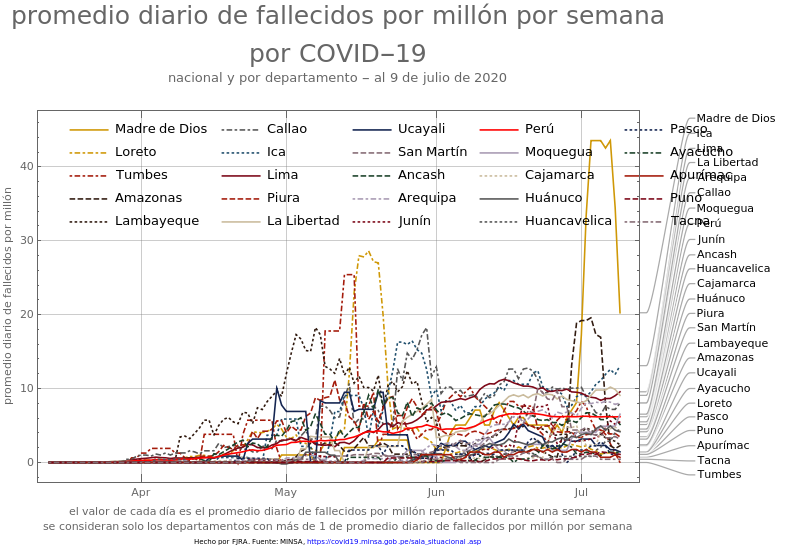 promedio diario de fallecidos por millón por semana
por COVID−19
nacional y por departamento − al 9 de julio de 2020
Madre de Dios Callao Ucayali Perú Pasco
Loreto Ica San Martín Moquegua Ayacucho
Tumbes Lima Ancash Cajamarca Apurímac
Amazonas Piura Arequipa Huánuco Puno
Lambayeque La Libertad Junín Huancavelica Tacna
Madre de Dios
Ica
Lima
La Libertad
Arequipa
Callao
Moquegua
Perú
Junín
Ancash
Huancavelica
Cajamarca
Huánuco
Piura
San Martín
Lambayeque
Amazonas
Ucayali
Ayacucho
Loreto
Pasco
Puno
Apurímac
Tacna
Tumbes
promedio diario de fallecidos por millón
40
30
20
10
0
Apr May Jun Jul
el valor de cada día es el promedio diario de fallecidos por millón reportados durante una semana
se consideran solo los departamentos con más de 1 de promedio diario de fallecidos por millón por semana
Hecho por FJRA. Fuente: MINSA, https://covid19.minsa.gob.pe/sala_situacional.asp